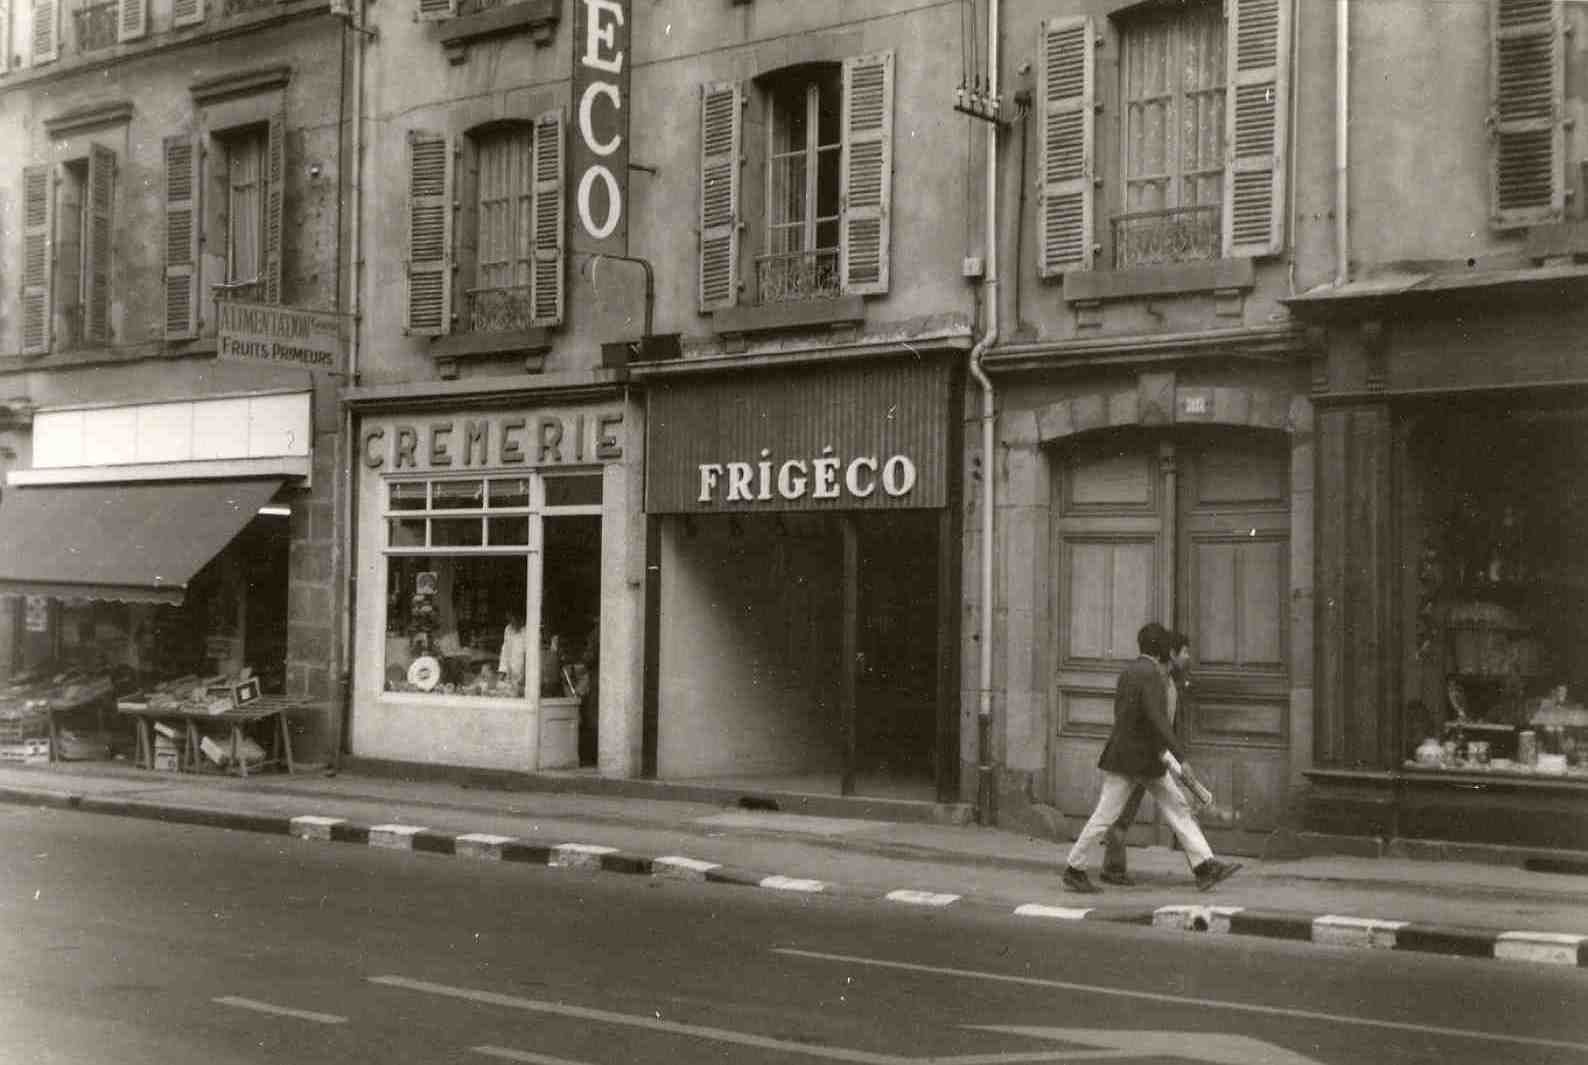 ECO
ALIMENTATION
FRUITS PRIMEURS
CREMERIE
FRIGÉCO